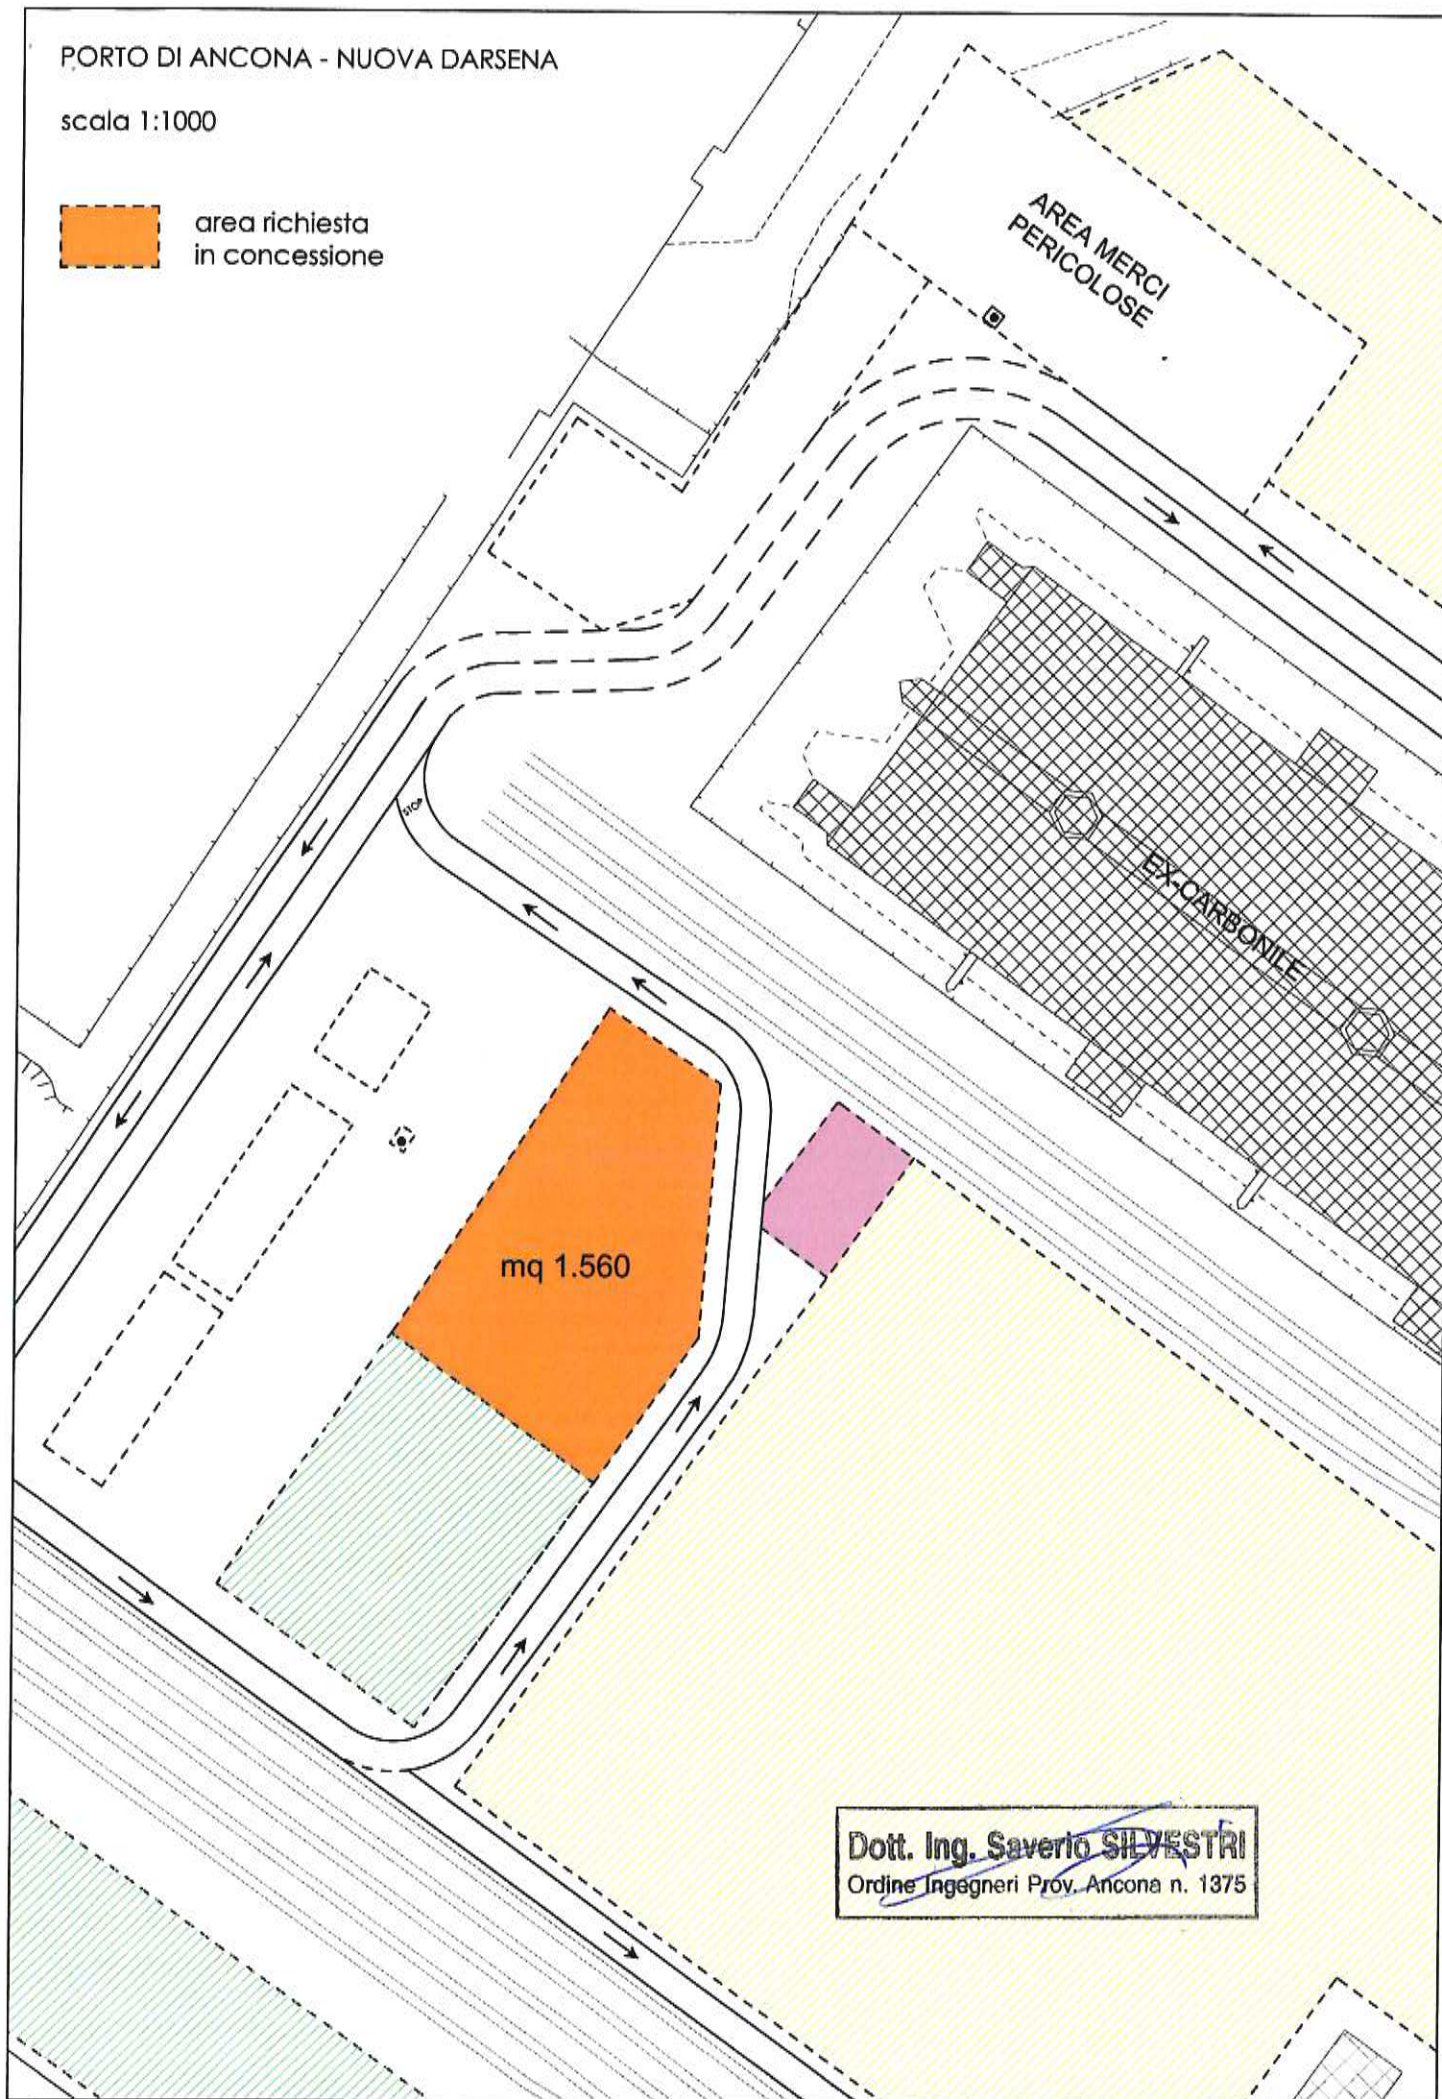 PORTO DI ANCONA - NUOVA DARSENA
scala 1:1000
area richiesta
in concessione
AREA MERCI
PERICOLOSE
STOP
EX-CARBONILE
mq 1.560
Dott. Ing. Saverio SILVESTRI
Ordine Ingegneri Prov. Ancona n. 1375